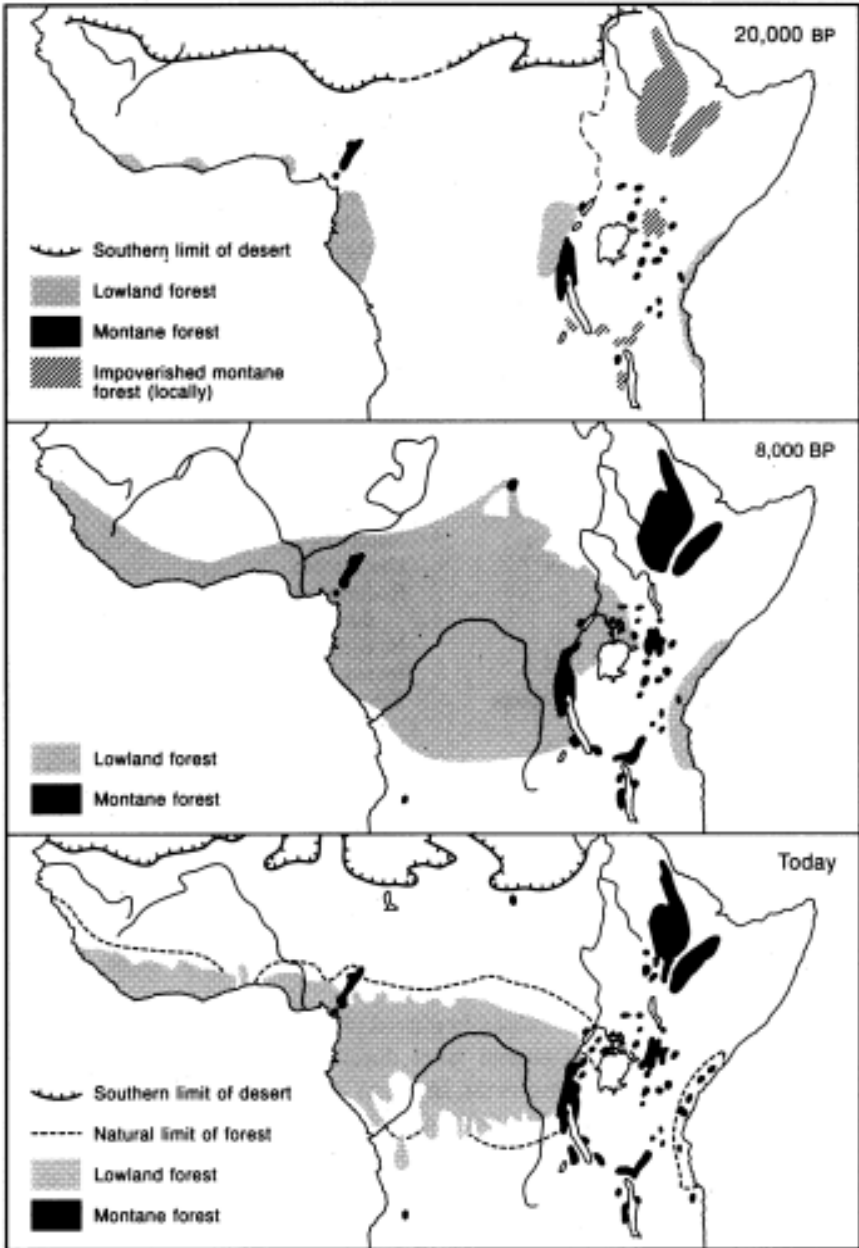 20,000 BP
Southern limit of desert
Lowland forest
Montane forest
Impoverished montane
forest (locally)
8,000 BP
Lowland forest
Montane forest
Today
Southern limit of desert
Natural limit of forest
Lowland forest
Montane forest